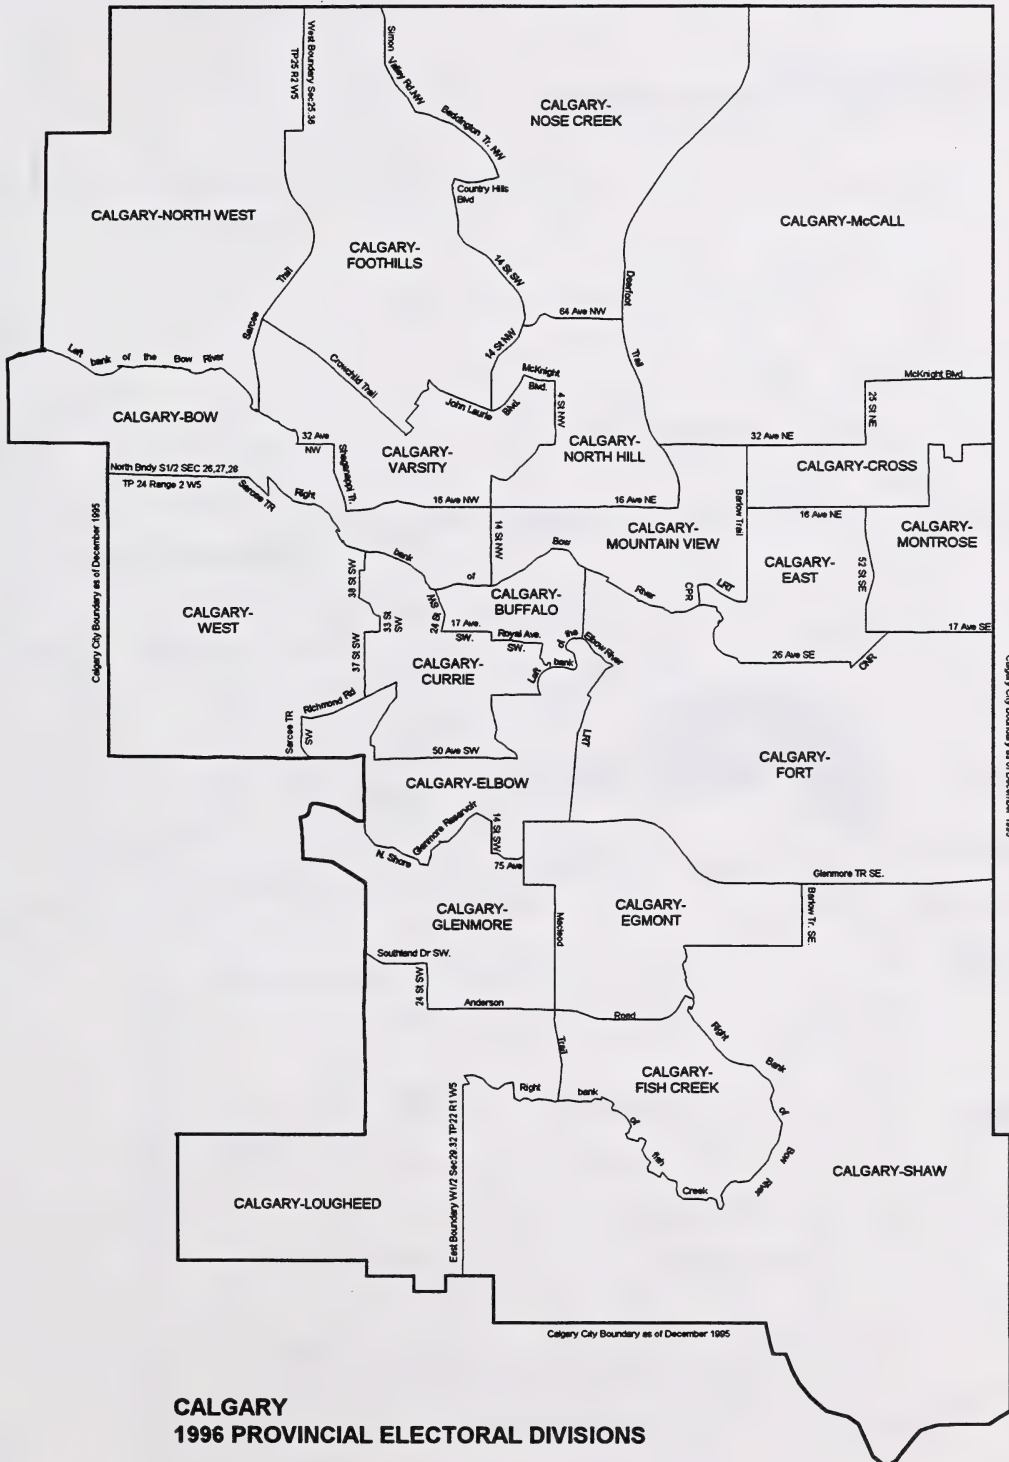 West Boundary Sec25,36
TP25 R2 W5
Simon
Valley Rd.NW
Beddington Tr. NW
Country Hills
Blvd
CALGARY-
NOSE CREEK
CALGARY-NORTH WEST
CALGARY-
FOOTHILLS
CALGARY-McCALL
14 St SW
Deerfoot
Trail
64 Ave NW
14 St NW
Sarcee
Trail
Left bank of the Bow River
Crowchild Trail
McKnight
Blvd.
John Laurie
Blvd.
4 St NW
McKnight Blvd.
25 St NE
CALGARY-BOW
32 Ave
NW
Shaganappi Tr.
CALGARY-
VARSITY
CALGARY-
NORTH HILL
32 Ave NE
CALGARY-CROSS
North Bndy S1/2 SEC 26,27,28
TP 24 Range 2 W5
Sarcee TR
Right
bank
of
Bow
River
16 Ave NW
16 Ave NE
Barlow Trail
16 Ave NE
CALGARY-
MOUNTAIN VIEW
CALGARY-
MONTROSE
CALGARY-
EAST
52 St SE
14 St NW
Calgary City Boundary as of December 1995
CALGARY-
WEST
38 St SW
33 St
SW
37 St SW
24 St
SW
17 Ave.
SW.
Royal Ave.
SW.
CALGARY-
BUFFALO
CPR
LRT
17 Ave SE
26 Ave SE
CNR
CALGARY-
CURRIE
Left
bank
of
the
Elbow River
Richmond Rd
Sarcee TR
SW
50 Ave SW
LRT
CALGARY-
FORT
Calgary City Boundary as of December 1995
CALGARY-ELBOW
N. Shore
Glenmore Reservoir
14 St SW
75 Ave
Glenmore TR SE.
Barlow Tr. SE.
CALGARY-
GLENMORE
CALGARY-
EGMONT
Macleod
Trail
Southland Dr SW.
24 St SW
Anderson
Road
Right
Bank
of
Bow
River
CALGARY-
FISH CREEK
Right
bank
of
fish
Creek
East Boundary W1/2 Sec29,32 TP22 R1 W5
CALGARY-LOUGHEED
CALGARY-SHAW
Calgary City Boundary as of December 1995
CALGARY
1996 PROVINCIAL ELECTORAL DIVISIONS